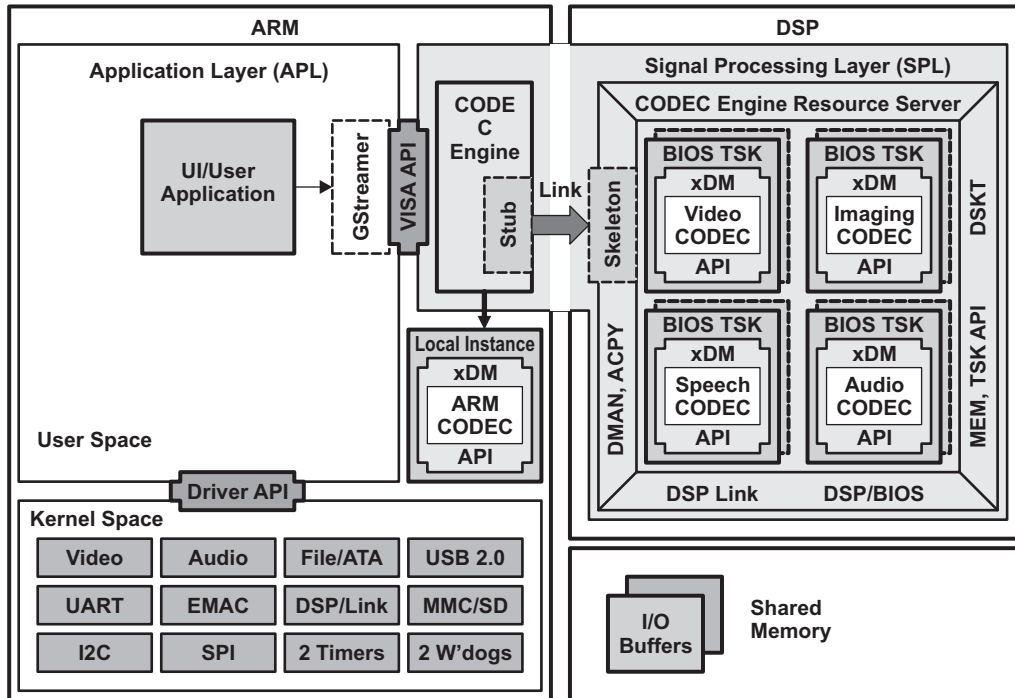 ARM
Application Layer (APL)
UI/User
Application
GStreamer
VISA API
CODE
C
Engine
Stub
Link
Local Instance
xDM
ARM
CODEC
API
User Space
Driver API
Kernel Space
Video
Audio
File/ATA
USB 2.0
UART
EMAC
DSP/Link
MMC/SD
I2C
SPI
2 Timers
2 W'dogs
DSP
Signal Processing Layer (SPL)
CODEC Engine Resource Server
Skeleton
DMAN, ACPY
BIOS TSK
xDM
Video
CODEC
API
BIOS TSK
xDM
Imaging
CODEC
API
BIOS TSK
xDM
Speech
CODEC
API
BIOS TSK
xDM
Audio
CODEC
API
DSKT
MEM, TSK API
DSP Link
DSP/BIOS
I/O
Buffers
Shared
Memory